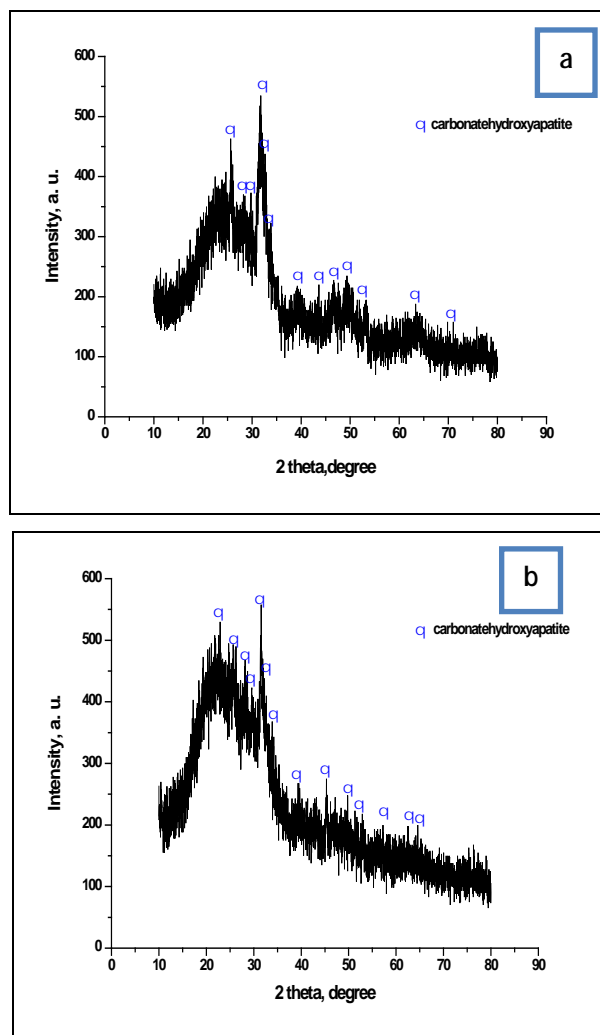 a
q carbonatehydroxyapatite
600
500
400
300
200
100
0
Intensity, a. u.
q
q
q q
q
q
q q q q q q q
0 10 20 30 40 50 60 70 80 90
2 theta,degree
b
q carbonatehydroxyapatite
600
500
400
300
200
100
0
Intensity, a. u.
q
q
q
q
q
q
q
q q q q q q q
0 10 20 30 40 50 60 70 80 90
2 theta, degree